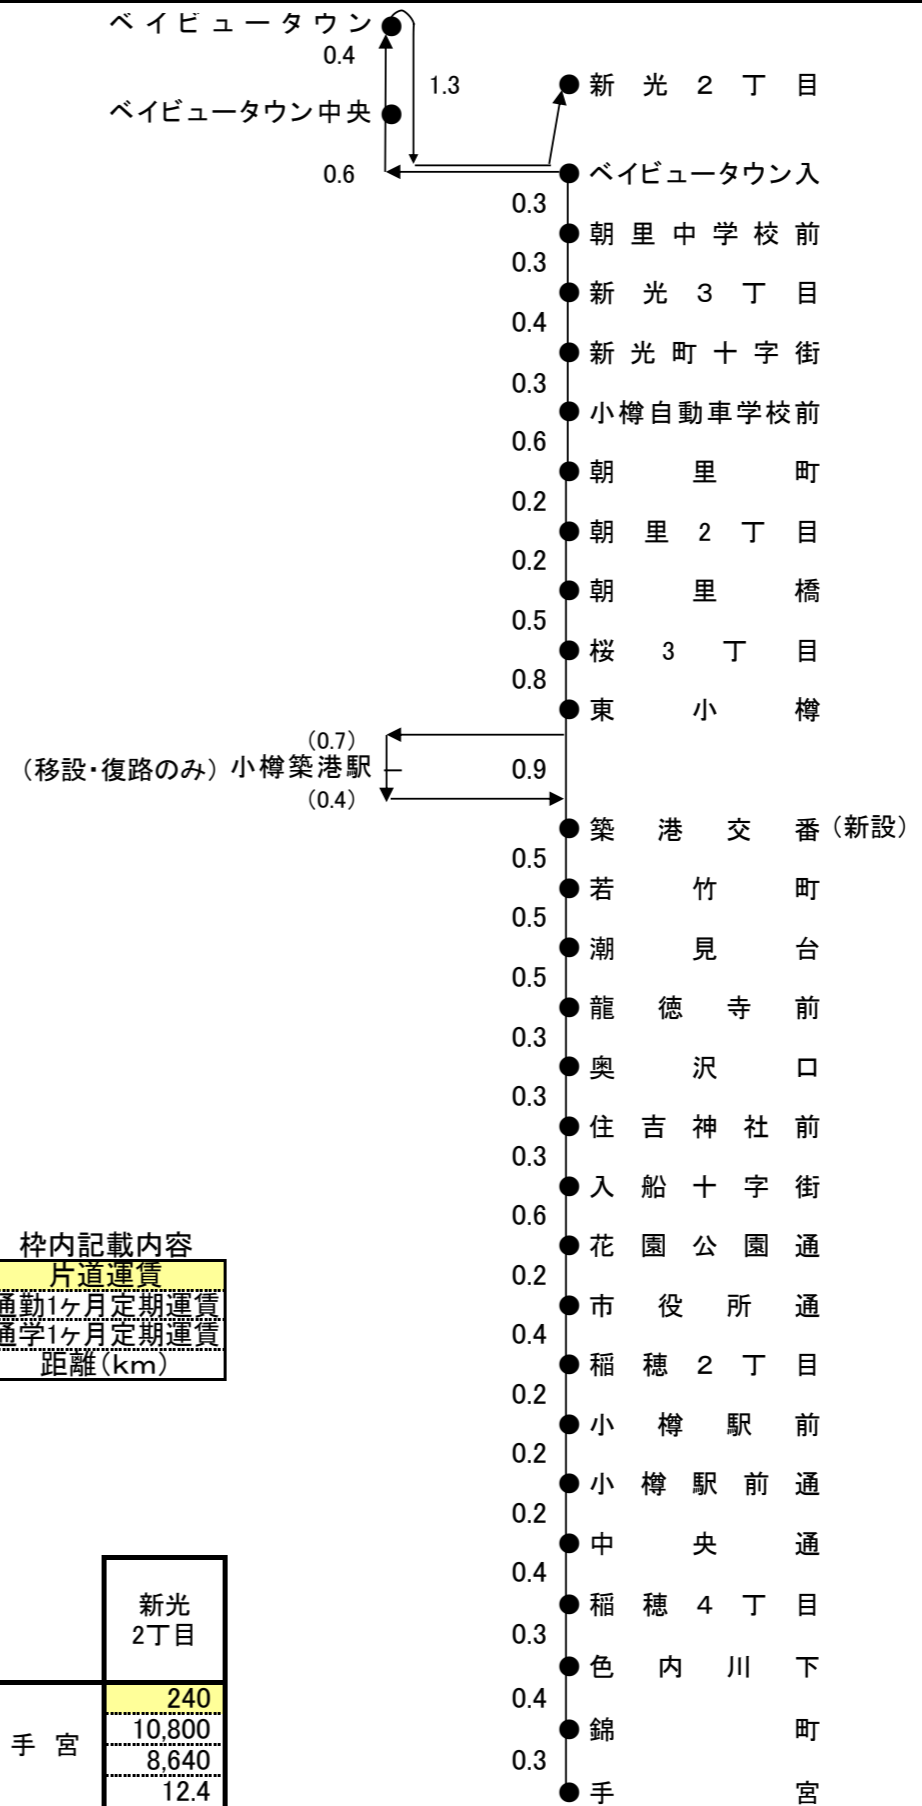 ベイビュータウン
0.4
1.3
新光２丁目
ベイビュータウン中央
0.6
ベイビュータウン入
0.3
朝里中学校前
0.3
新光３丁目
0.4
新光町十字街
0.3
小樽自動車学校前
0.6
朝里町
0.2
朝里2丁目
0.2
朝里橋
0.5
桜3丁目
0.8
東小樽
(0.7)
（移設・復路のみ）小樽築港駅
0.9
(0.4)
築港交番（新設）
0.5
若竹町
0.5
潮見台
0.5
龍徳寺前
0.3
奥沢口
0.3
住吉神社前
0.3
入船十字街
0.6
花園公園通
0.2
市役所通
0.4
稲穂２丁目
0.2
小樽駅前
0.2
小樽駅前通
0.2
中央通
0.4
稲穂４丁目
0.3
色内川下
0.4
錦町
0.3
手宮
枠内記載内容
片道運賃
通勤1ヶ月定期運賃
通学1ヶ月定期運賃
距離（km）
新光
2丁目
手宮
240
10,800
8,640
12.4